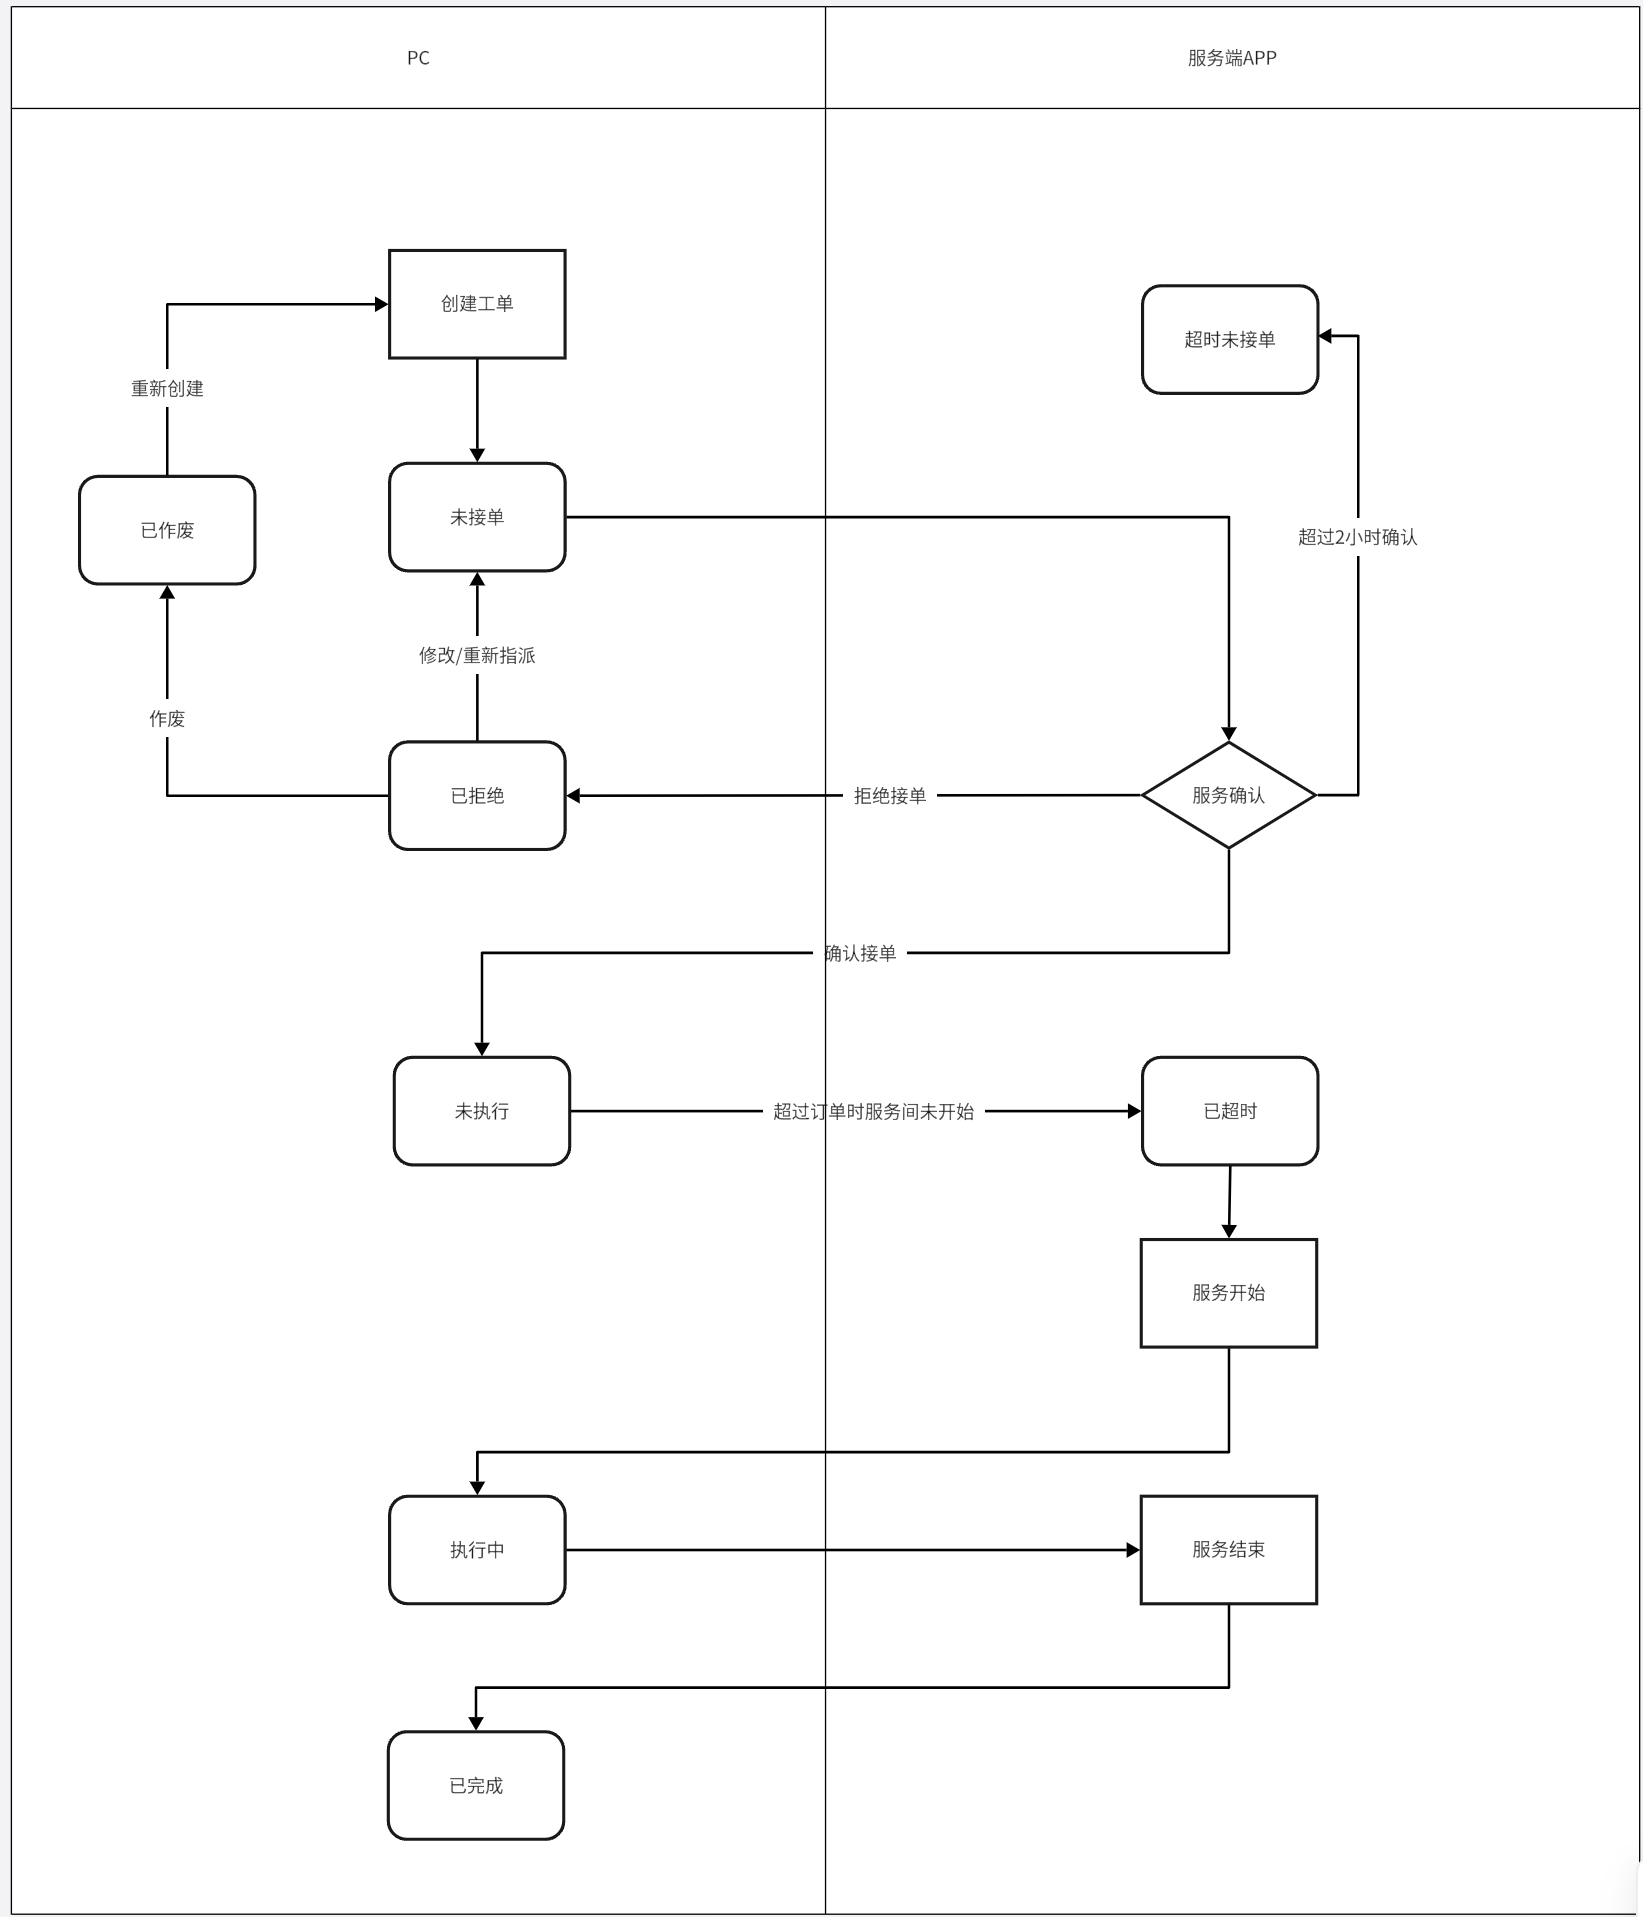 PC
服务端APP
创建工单
超时未接单
重新创建
未接单
已作废
超过2小时确认
修改/重新指派
作废
已拒绝
拒绝接单
服务确认
确认接单
未执行
超过订单时服务间未开始
已超时
服务开始
执行中
服务结束
已完成